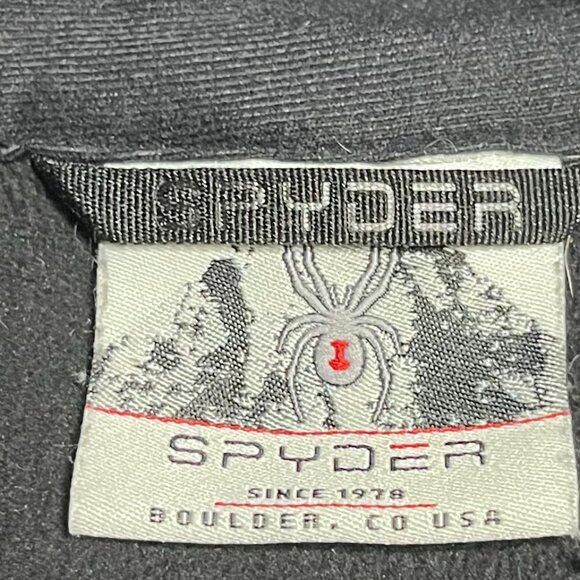 SPYDER
SPYDER
SINCE 1978
BOULDER, CO USA